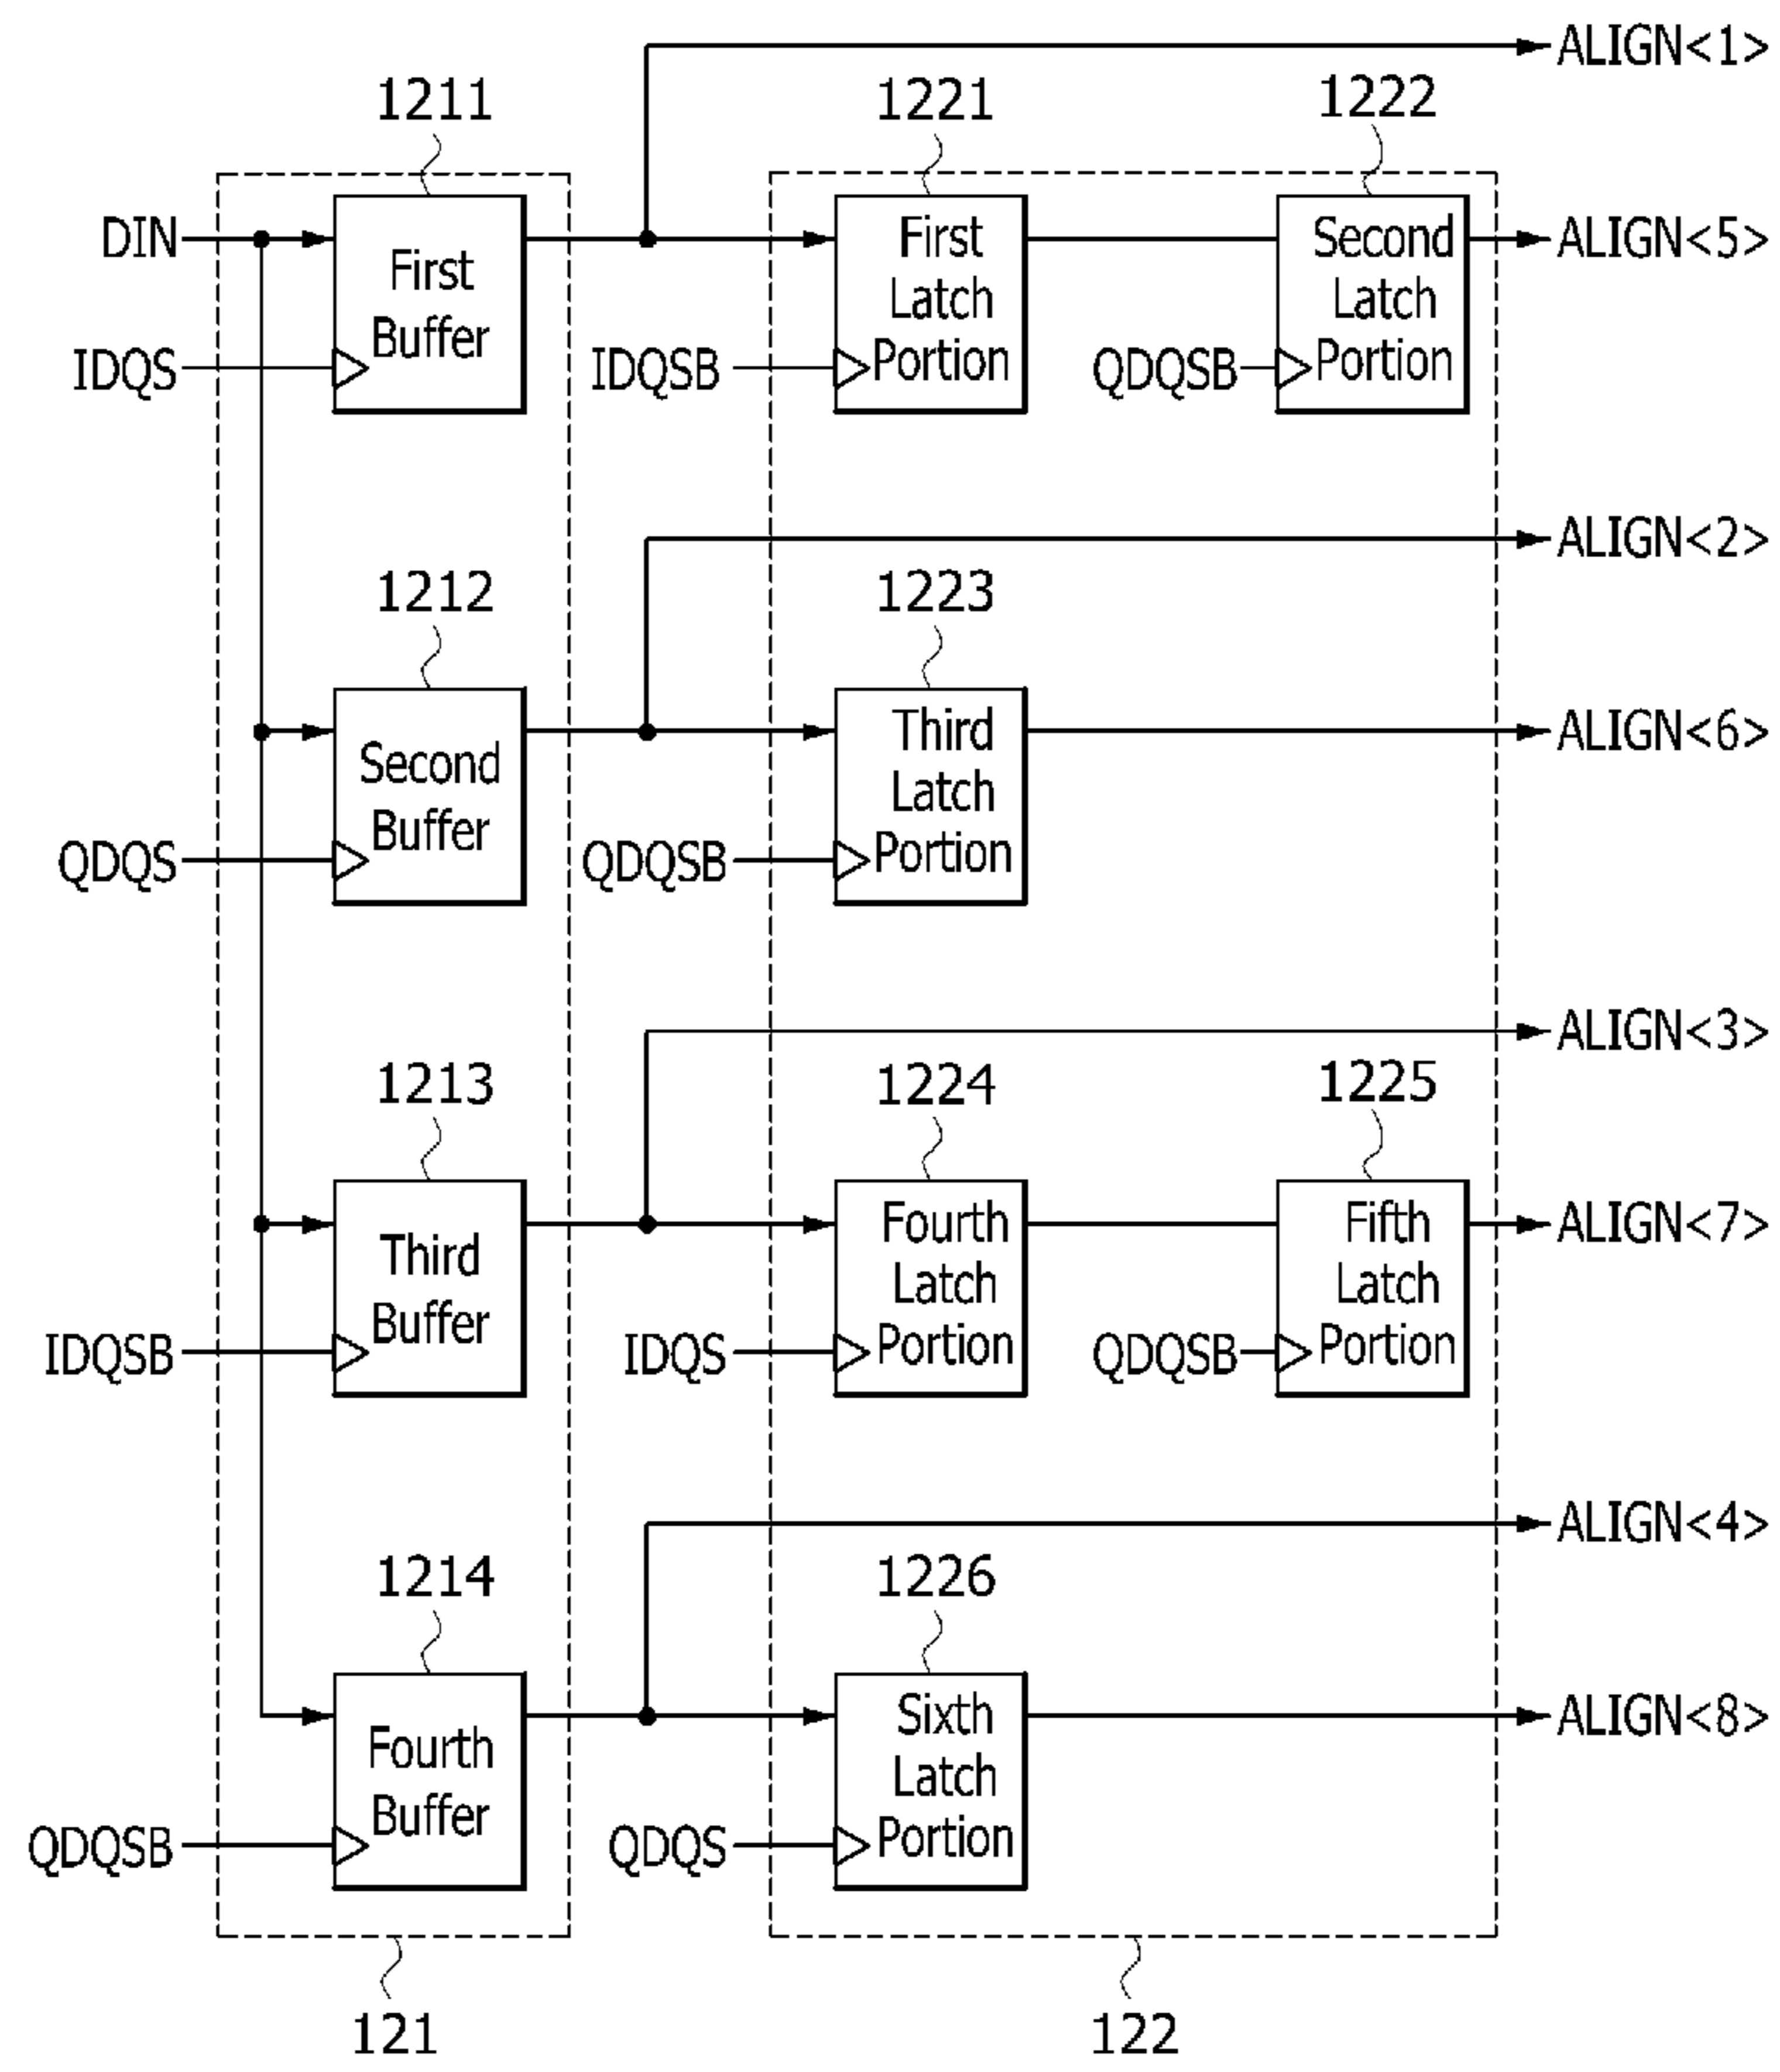 ALIGN<1>
1211
1221
1222
DIN
First
Buffer
IDQS
First
Latch
Portion
IDQSB
Second
Latch
Portion
QDQSB
ALIGN<5>
ALIGN<2>
1212
1223
Second
Buffer
QDQS
Third
Latch
Portion
QDQSB
ALIGN<6>
ALIGN<3>
1213
1224
1225
Third
Buffer
IDQSB
Fourth
Latch
Portion
IDQS
Fifth
Latch
Portion
QDQSB
ALIGN<7>
ALIGN<4>
1214
1226
Fourth
Buffer
QDQSB
Sixth
Latch
Portion
QDQS
ALIGN<8>
121
122